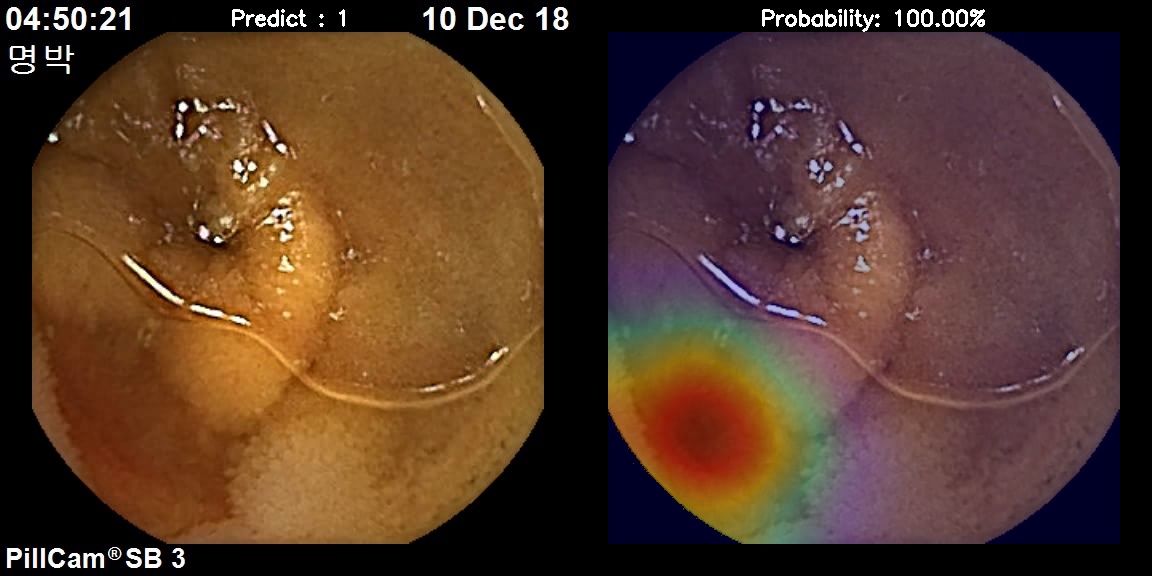 04:50:21 Predict : 1 10 Dec 18 Probability: 100.00%
명박
PillCam® SB 3